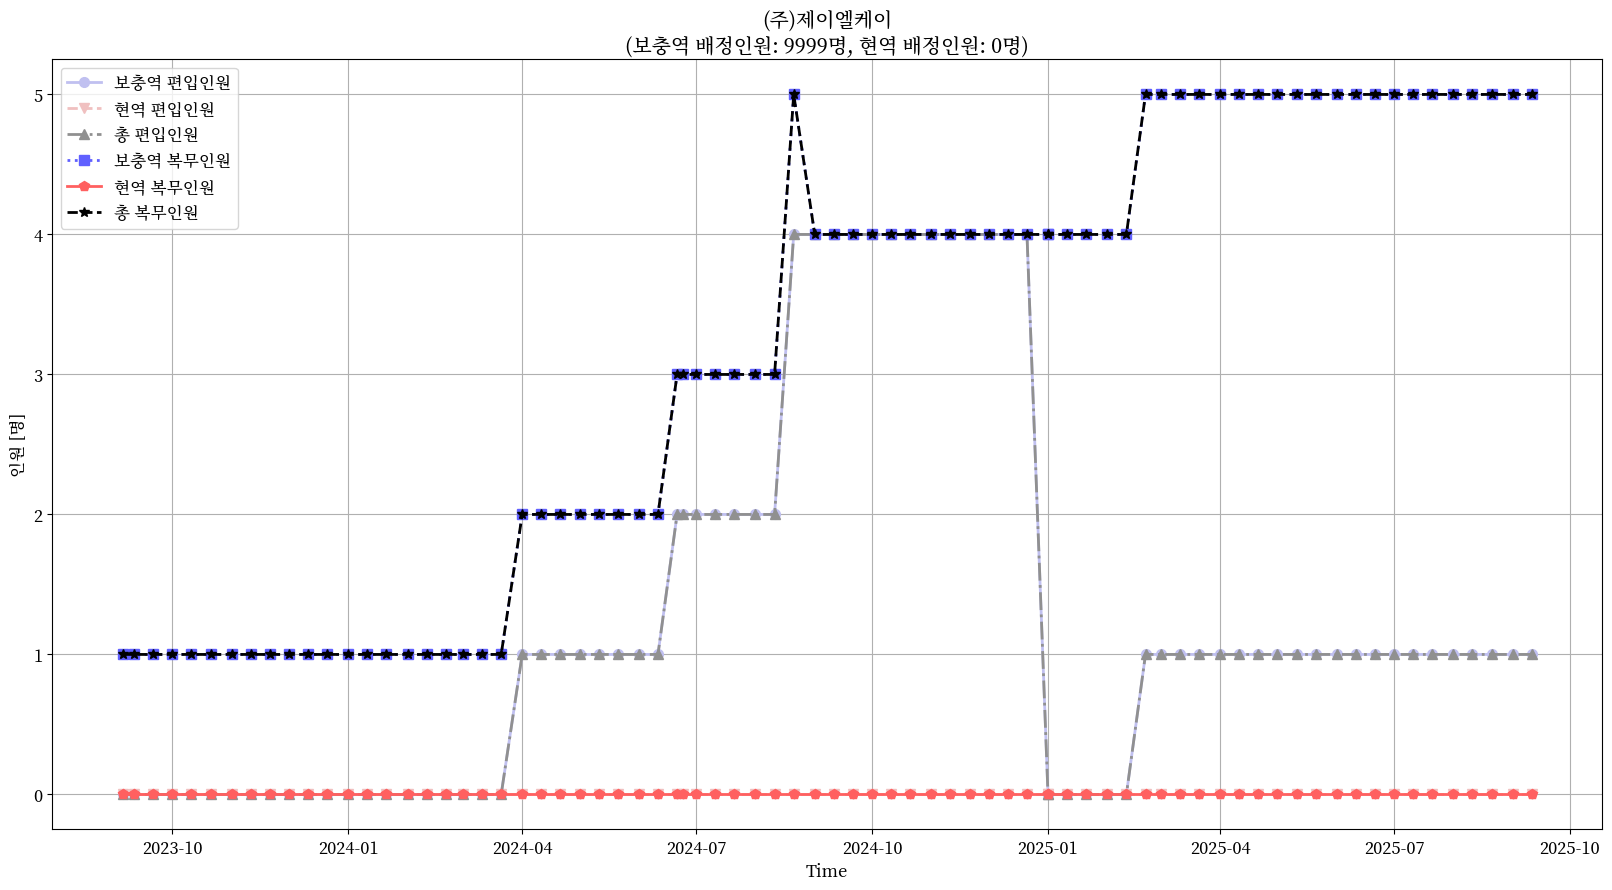 (주)제이엘케이
(보충역 배정인원: 9999명, 현역 배정인원: 0명)
보충역 편입인원
현역 편입인원
총 편입인원
보충역 복무인원
현역 복무인원
총 복무인원
인원 [명]
5
4
3
2
1
0
2023-10
2024-01
2024-04
2024-07
2024-10
2025-01
2025-04
2025-07
2025-10
Time